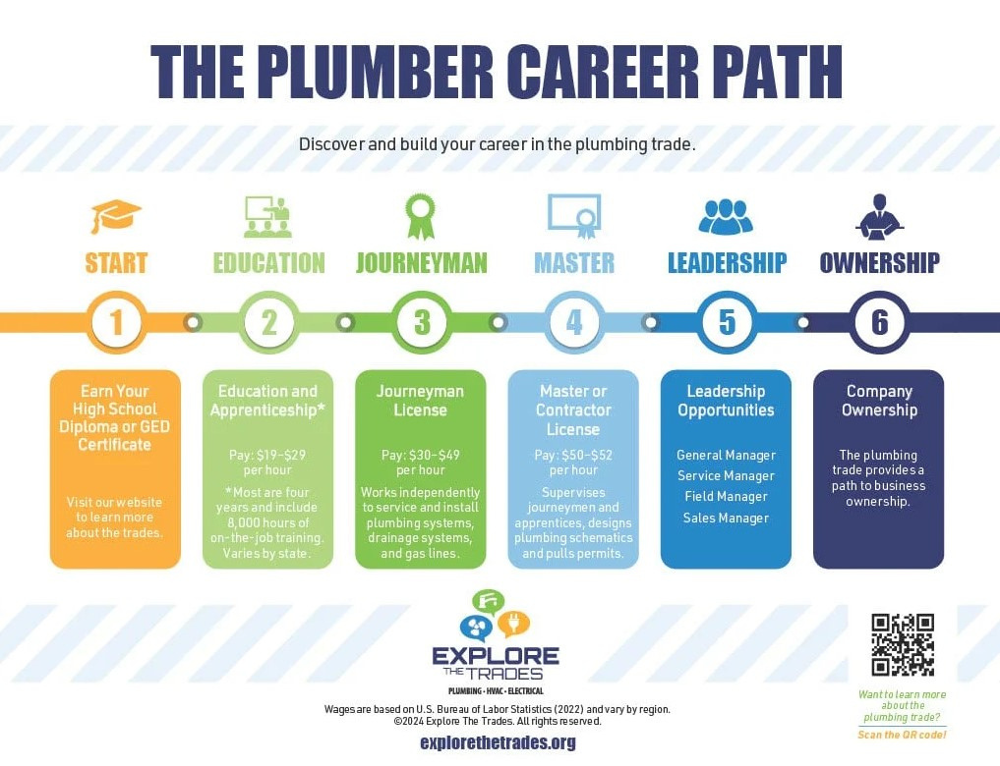 THE PLUMBER CAREER PATH
Discover and build your career in the plumbing trade.
START
EDUCATION
JOURNEYMAN
MASTER
LEADERSHIP
OWNERSHIP
1
2
3
4
5
6
Earn Your
High School
Diploma or GED
Certificate
Visit our website
to learn more
about the trades.
Education and
Apprenticeship*
Pay: $19–$29
per hour
*Most are four
years and include
8,000 hours of
on-the-job training.
Varies by state.
Journeyman
License
Pay: $30–$49
per hour
Works independently
to service and install
plumbing systems,
drainage systems,
and gas lines.
Master or
Contractor
License
Pay: $50–$52
per hour
Supervises
journeymen and
apprentices, designs
plumbing schematics
and pulls permits.
Leadership
Opportunities
General Manager
Service Manager
Field Manager
Sales Manager
Company
Ownership
The plumbing
trade provides a
path to business
ownership.
EXPLORE
THE TRADES
PLUMBING • HVAC • ELECTRICAL
Wages are based on U.S. Bureau of Labor Statistics (2022) and vary by region.
©2024 Explore The Trades. All rights reserved.
explorethetrades.org
Want to learn more
about the
plumbing trade?
Scan the QR code!